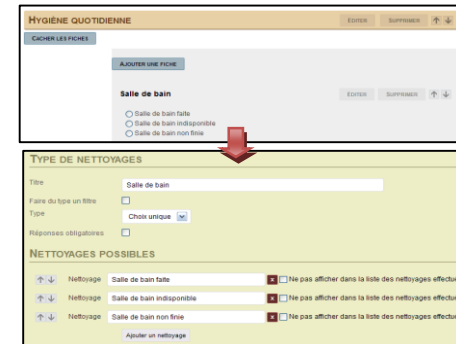 HYGIÈNE QUOTIDIENNE EDITER SUPPRIMER
CACHER LES FICHES
AJOUTER UNE FICHE
Salle de bain EDITER SUPPRIMER
Salle de bain faite
Salle de bain indisponible
Salle de bain non finie
TYPE DE NETTOYAGES
Titre Salle de bain
Faire du type un filtre
Type Choix unique
Réponses obligatoires
NETTOYAGES POSSIBLES
Nettoyage Salle de bain faite x Ne pas afficher dans la liste des nettoyages effectue
Nettoyage Salle de bain indisponible x Ne pas afficher dans la liste des nettoyages effectue
Nettoyage Salle de bain non finie x Ne pas afficher dans la liste des nettoyages effectue
Ajouter un nettoyage